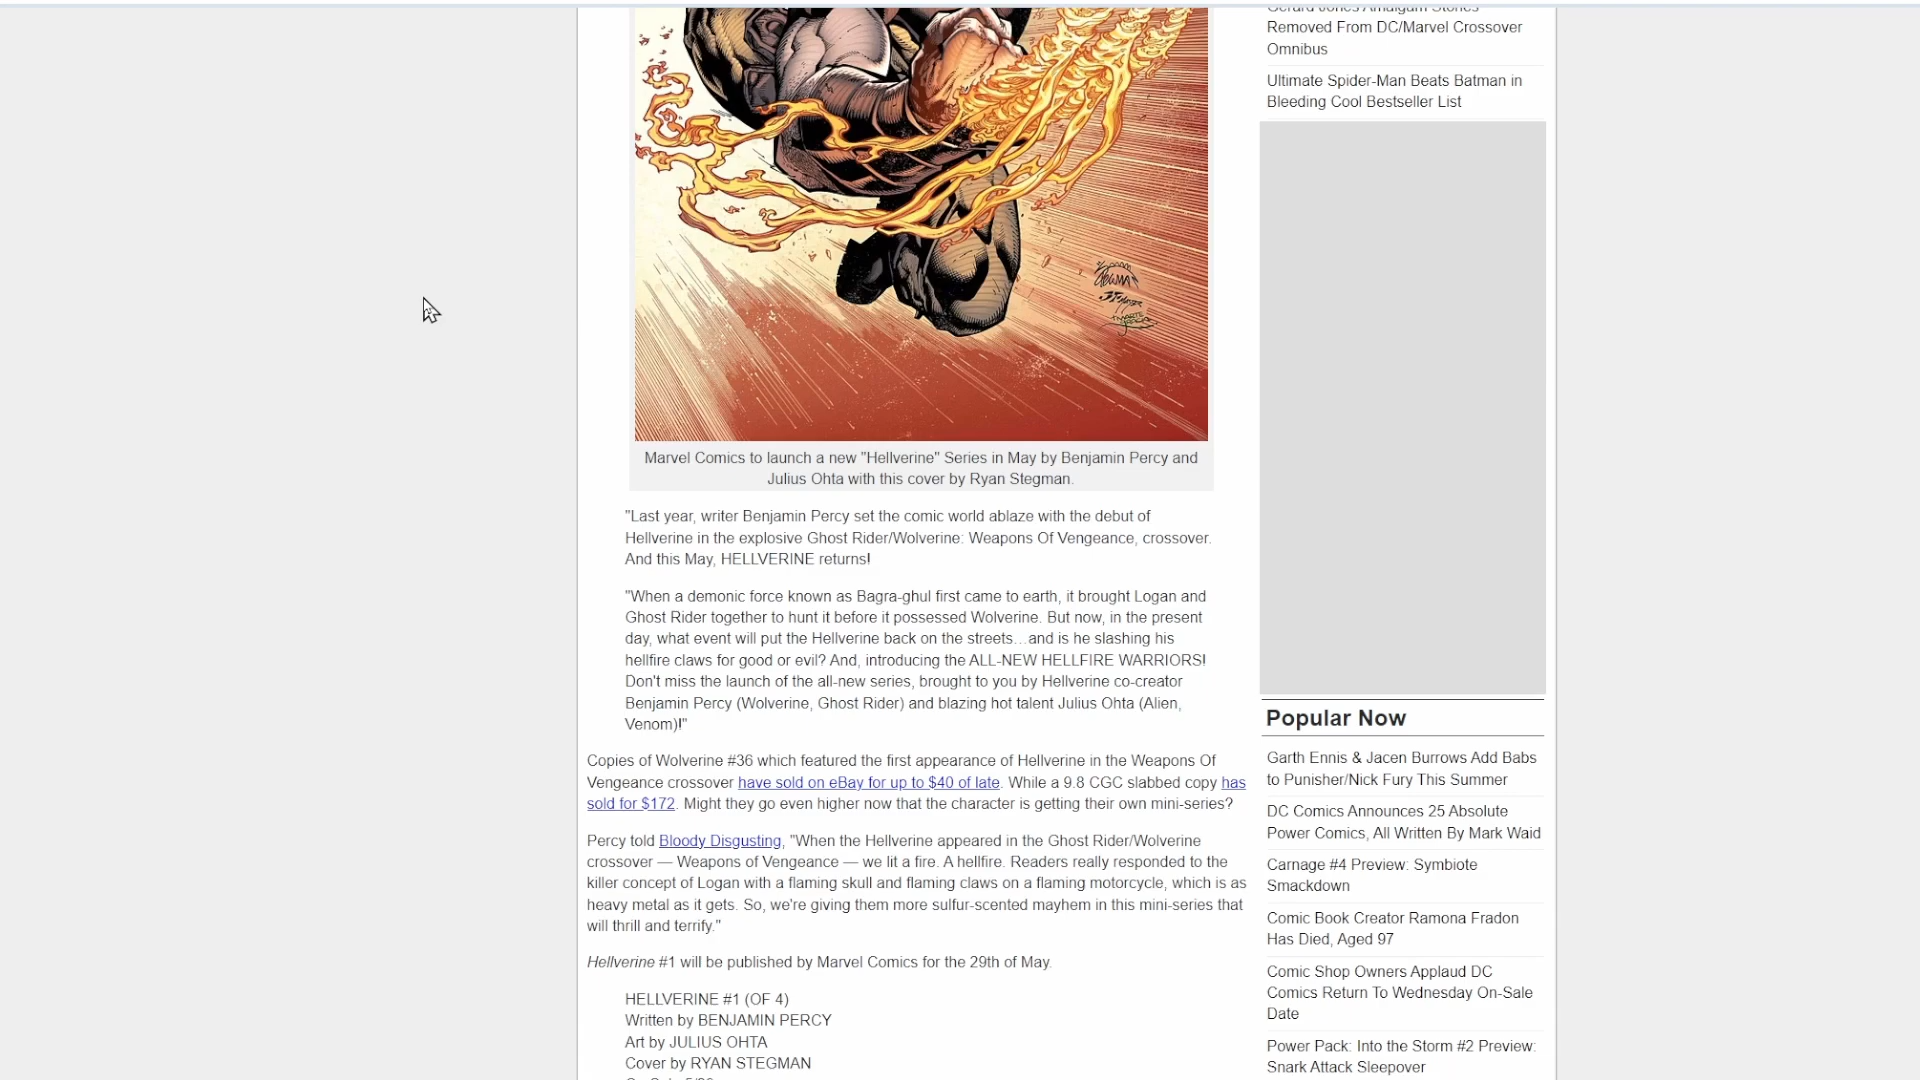 Removed From DC/Marvel Crossover
Omnibus
Ultimate Spider-Man Beats Batman in
Bleeding Cool Bestseller List
Marvel Comics to launch a new "Hellverine" Series in May by Benjamin Percy and
Julius Ohta with this cover by Ryan Stegman.
"Last year, writer Benjamin Percy set the comic world ablaze with the debut of
Hellverine in the explosive Ghost Rider/Wolverine: Weapons Of Vengeance, crossover.
And this May, HELLVERINE returns!
"When a demonic force known as Bagra-ghul first came to earth, it brought Logan and
Ghost Rider together to hunt it before it possessed Wolverine. But now, in the present
day, what event will put the Hellverine back on the streets…and is he slashing his
hellfire claws for good or evil? And, introducing the ALL-NEW HELLFIRE WARRIORS!
Don't miss the launch of the all-new series, brought to you by Hellverine co-creator
Benjamin Percy (Wolverine, Ghost Rider) and blazing hot talent Julius Ohta (Alien,
Venom)!"
Copies of Wolverine #36 which featured the first appearance of Hellverine in the Weapons Of
Vengeance crossover have sold on eBay for up to $40 of late. While a 9.8 CGC slabbed copy has
sold for $172. Might they go even higher now that the character is getting their own mini-series?
Percy told Bloody Disgusting, "When the Hellverine appeared in the Ghost Rider/Wolverine
crossover — Weapons of Vengeance — we lit a fire. A hellfire. Readers really responded to the
killer concept of Logan with a flaming skull and flaming claws on a flaming motorcycle, which is as
heavy metal as it gets. So, we're giving them more sulfur-scented mayhem in this mini-series that
will thrill and terrify."
Hellverine #1 will be published by Marvel Comics for the 29th of May.
HELLVERINE #1 (OF 4)
Written by BENJAMIN PERCY
Art by JULIUS OHTA
Cover by RYAN STEGMAN
Popular Now
Garth Ennis & Jacen Burrows Add Babs
to Punisher/Nick Fury This Summer
DC Comics Announces 25 Absolute
Power Comics, All Written By Mark Waid
Carnage #4 Preview: Symbiote
Smackdown
Comic Book Creator Ramona Fradon
Has Died, Aged 97
Comic Shop Owners Applaud DC
Comics Return To Wednesday On-Sale
Date
Power Pack: Into the Storm #2 Preview:
Snark Attack Sleepover